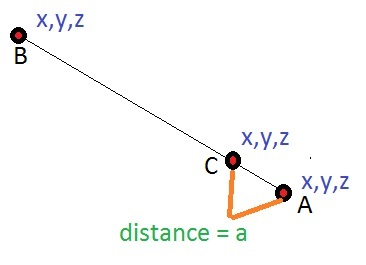 x,y,z
B
x,y,z
C
x,y,z
A
distance = a